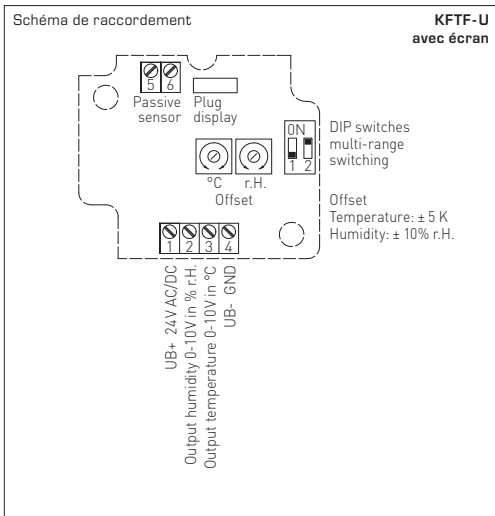 Schéma de raccordement
KFTF-U
avec écran
5 6
Passive
sensor
Plug
display
ON
1 2
DIP switches
multi-range
switching
°C
r.H.
Offset
Offset
Temperature: ± 5 K
Humidity: ± 10% r.H.
1 2 3 4
UB+ 24V AC/DC
Output humidity 0-10V in % r.H.
Output temperature 0-10V in °C
UB- GND